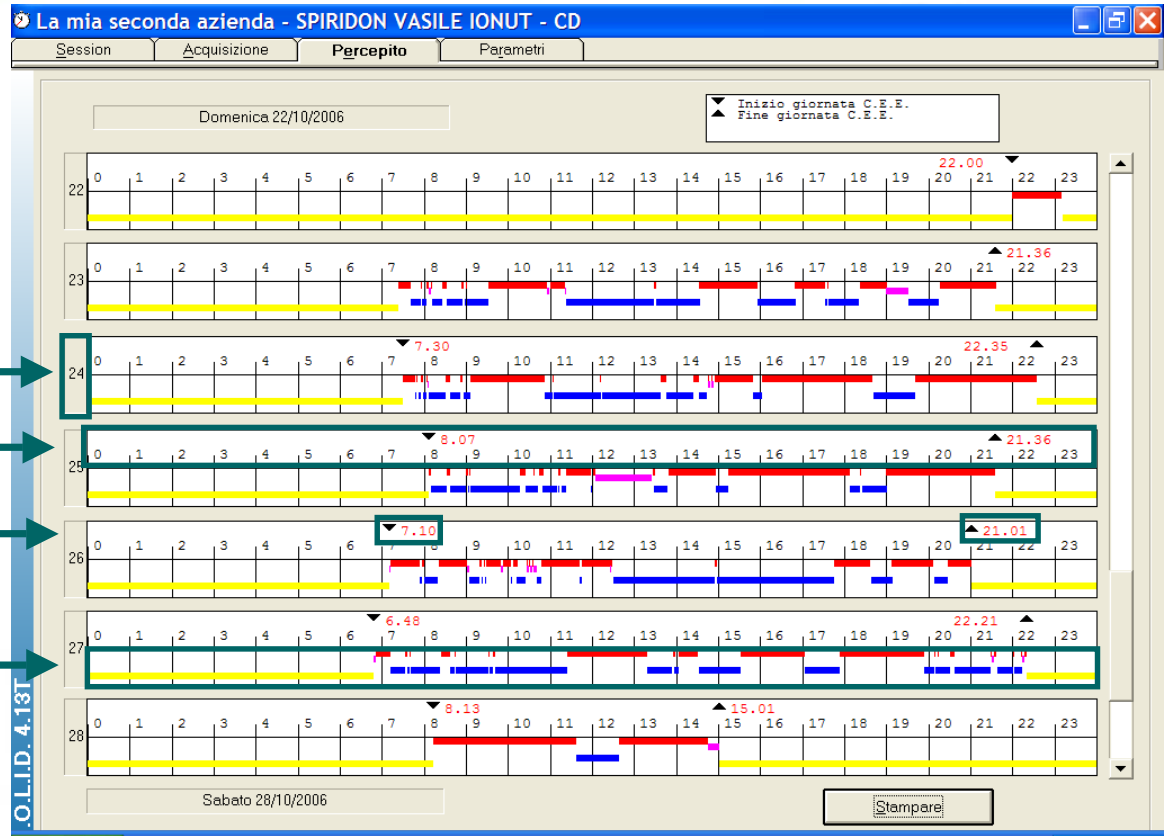 La mia seconda azienda - SPIRIDON VASILE IONUT - CD
Session Acquisizione Percepito Parametri
Domenica 22/10/2006
Inizio giornata C.E.E.
Fine giornata C.E.E.
22.00
22 0 1 2 3 4 5 6 7 8 9 10 11 12 13 14 15 16 17 18 19 20 21 22 23
21.36
23 0 1 2 3 4 5 6 7 8 9 10 11 12 13 14 15 16 17 18 19 20 21 22 23
7.30 22.35
24 0 1 2 3 4 5 6 7 8 9 10 11 12 13 14 15 16 17 18 19 20 21 22 23
8.07 21.36
25 0 1 2 3 4 5 6 7 8 9 10 11 12 13 14 15 16 17 18 19 20 21 22 23
7.10 21.01
26 0 1 2 3 4 5 6 7 8 9 10 11 12 13 14 15 16 17 18 19 20 21 22 23
6.48 22.21
27 0 1 2 3 4 5 6 7 8 9 10 11 12 13 14 15 16 17 18 19 20 21 22 23
8.13 15.01
28 0 1 2 3 4 5 6 7 8 9 10 11 12 13 14 15 16 17 18 19 20 21 22 23
Sabato 28/10/2006
Stampare
.O.L.I.D. 4.13T